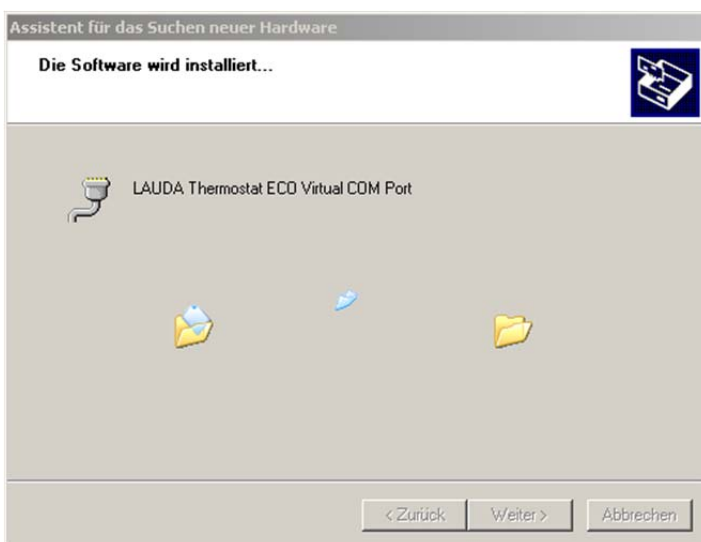 Assistent für das Suchen neuer Hardware
Die Software wird installiert...
LAUDA Thermostat ECO Virtual COM Port
< Zurück
Weiter >
Abbrechen